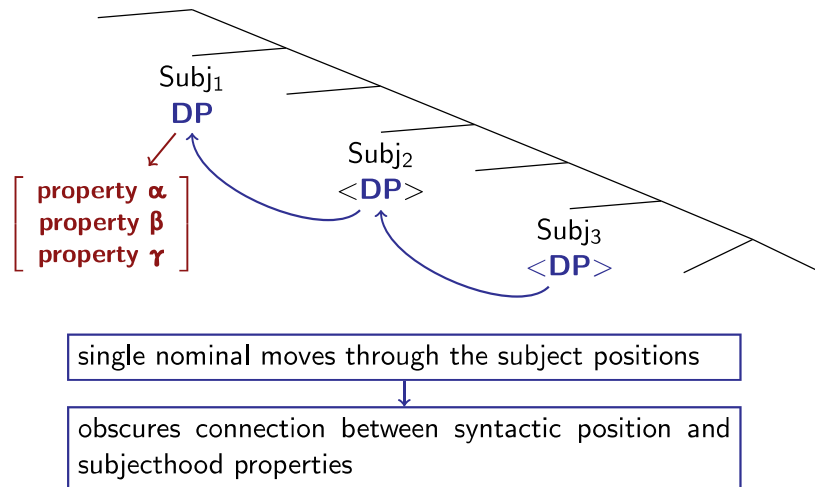 Subj₁
DP
Subj₂
<DP>
property α
property β
property γ
Subj₃
<DP>
single nominal moves through the subject positions
obscures connection between syntactic position and
subjecthood properties